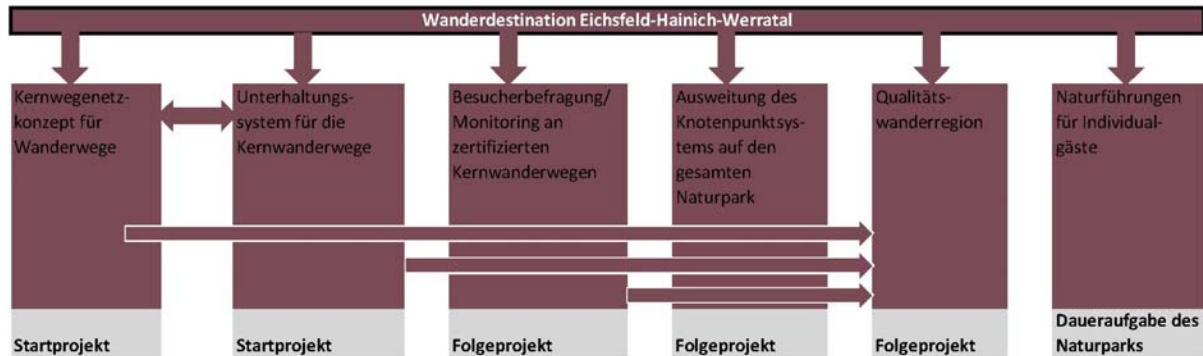 Wanderdestination Eichsfeld-Hainich-Werratal
Kernwegenetz-
konzept für
Wanderwege
Unterhaltungs-
system für die
Kernwanderwege
Besucherbefragung/
Monitoring an
zertifizierten
Kernwanderwegen
Ausweitung des
Knotenpunktsys-
tems auf den
gesamten
Naturpark
Qualitäts-
wanderregion
Naturführungen
für Individual-
gäste
Startprojekt
Startprojekt
Folgeprojekt
Folgeprojekt
Folgeprojekt
Daueraufgabe des
Naturparks